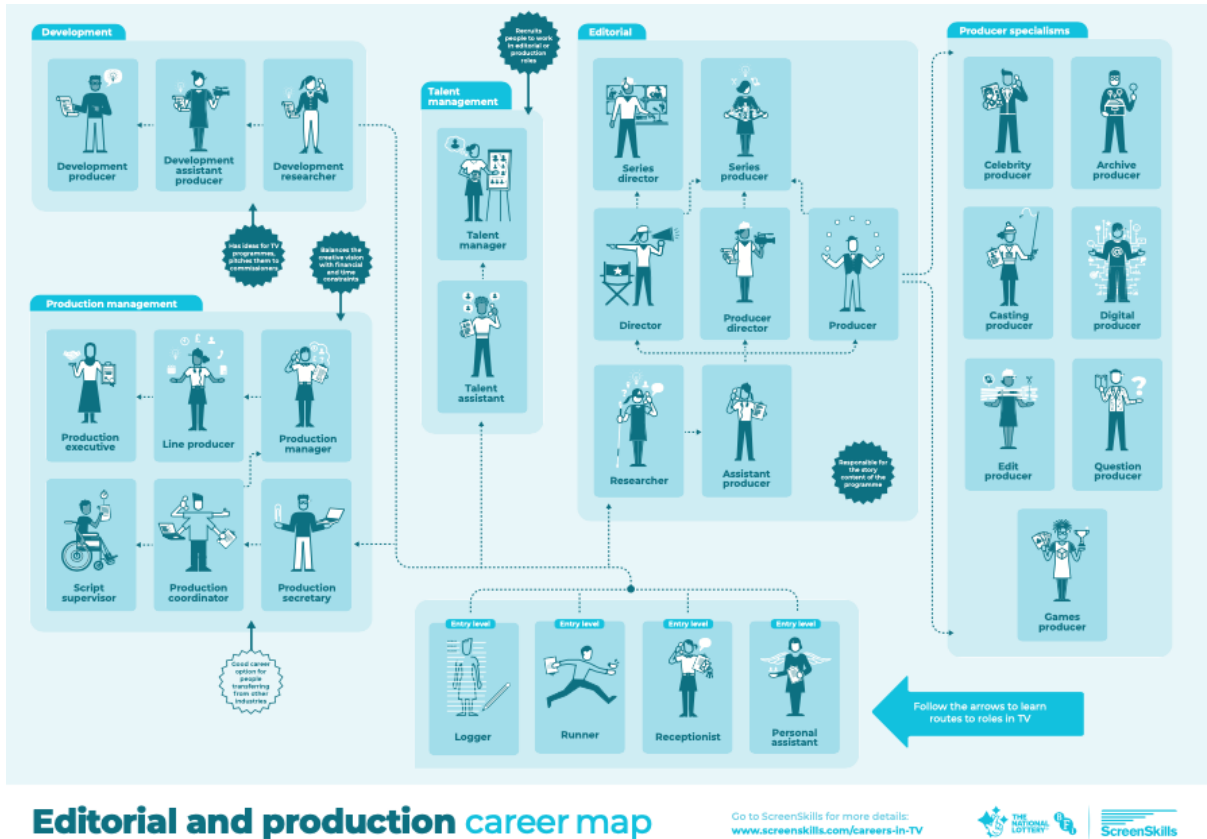 Development
Development
producer
Development
assistant
producer
Development
researcher
Has ideas for TV
programmes,
pitches them to
commissioners
Balances the
creative vision
with financial
and time
constraints
Production management
Production
executive
Line producer
Production
manager
Script
supervisor
Production
coordinator
Production
secretary
Good career
option for
people
transferring
from other
industries
Recruits
people to work
in editorial or
production
roles
Talent
management
Talent
manager
Talent
assistant
Editorial
Series
director
Series
producer
Director
Producer
director
Producer
Researcher
Assistant
producer
Responsible for
the story
content of the
programme
Producer specialisms
Celebrity
producer
Archive
producer
Casting
producer
Digital
producer
Edit
producer
Question
producer
Games
producer
Entry level
Logger
Entry level
Runner
Entry level
Receptionist
Entry level
Personal
assistant
Follow the arrows to learn
routes to roles in TV
Editorial and production career map
Go to ScreenSkills for more details:
www.screenskills.com/careers-in-TV
THE
NATIONAL
LOTTERY
BFI
ScreenSkills